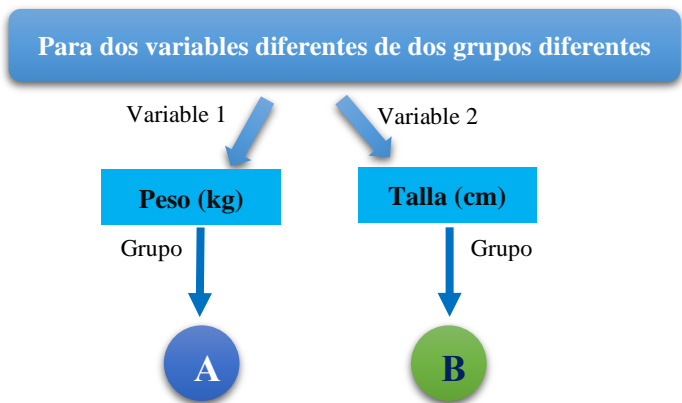 Para dos variables diferentes de dos grupos diferentes
Variable 1
Variable 2
Peso (kg)
Talla (cm)
Grupo
Grupo
A
B